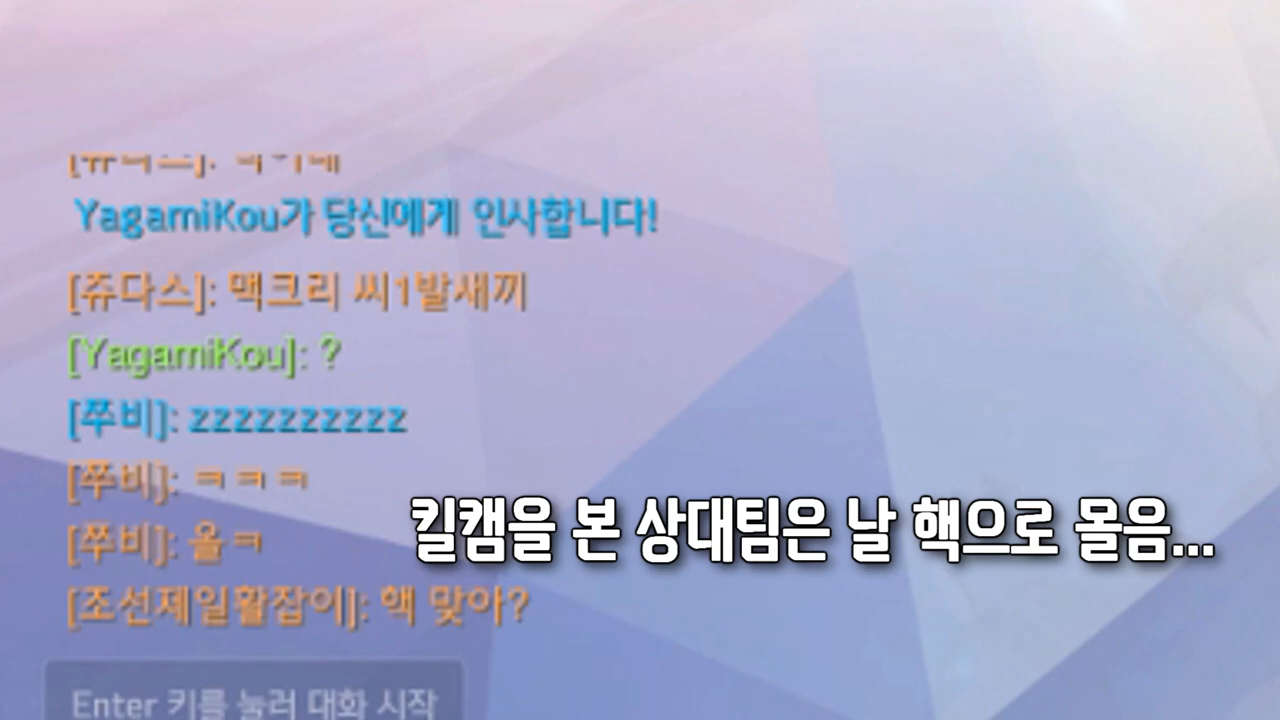 YagamiKou가 당신에게 인사합니다!
[쥬다스]: 맥크리 씨1발새끼
[YagamiKou]: ?
[쭈비]: zzzzzzzzzz
[쭈비]: ㅋㅋㅋ
[쭈비]: 올ㅋ
킬캠을 본 상대팀은 날 핵으로 몰음...
[조선제일활잡이]: 핵 맞아?
Enter 키를 눌러 대화 시작